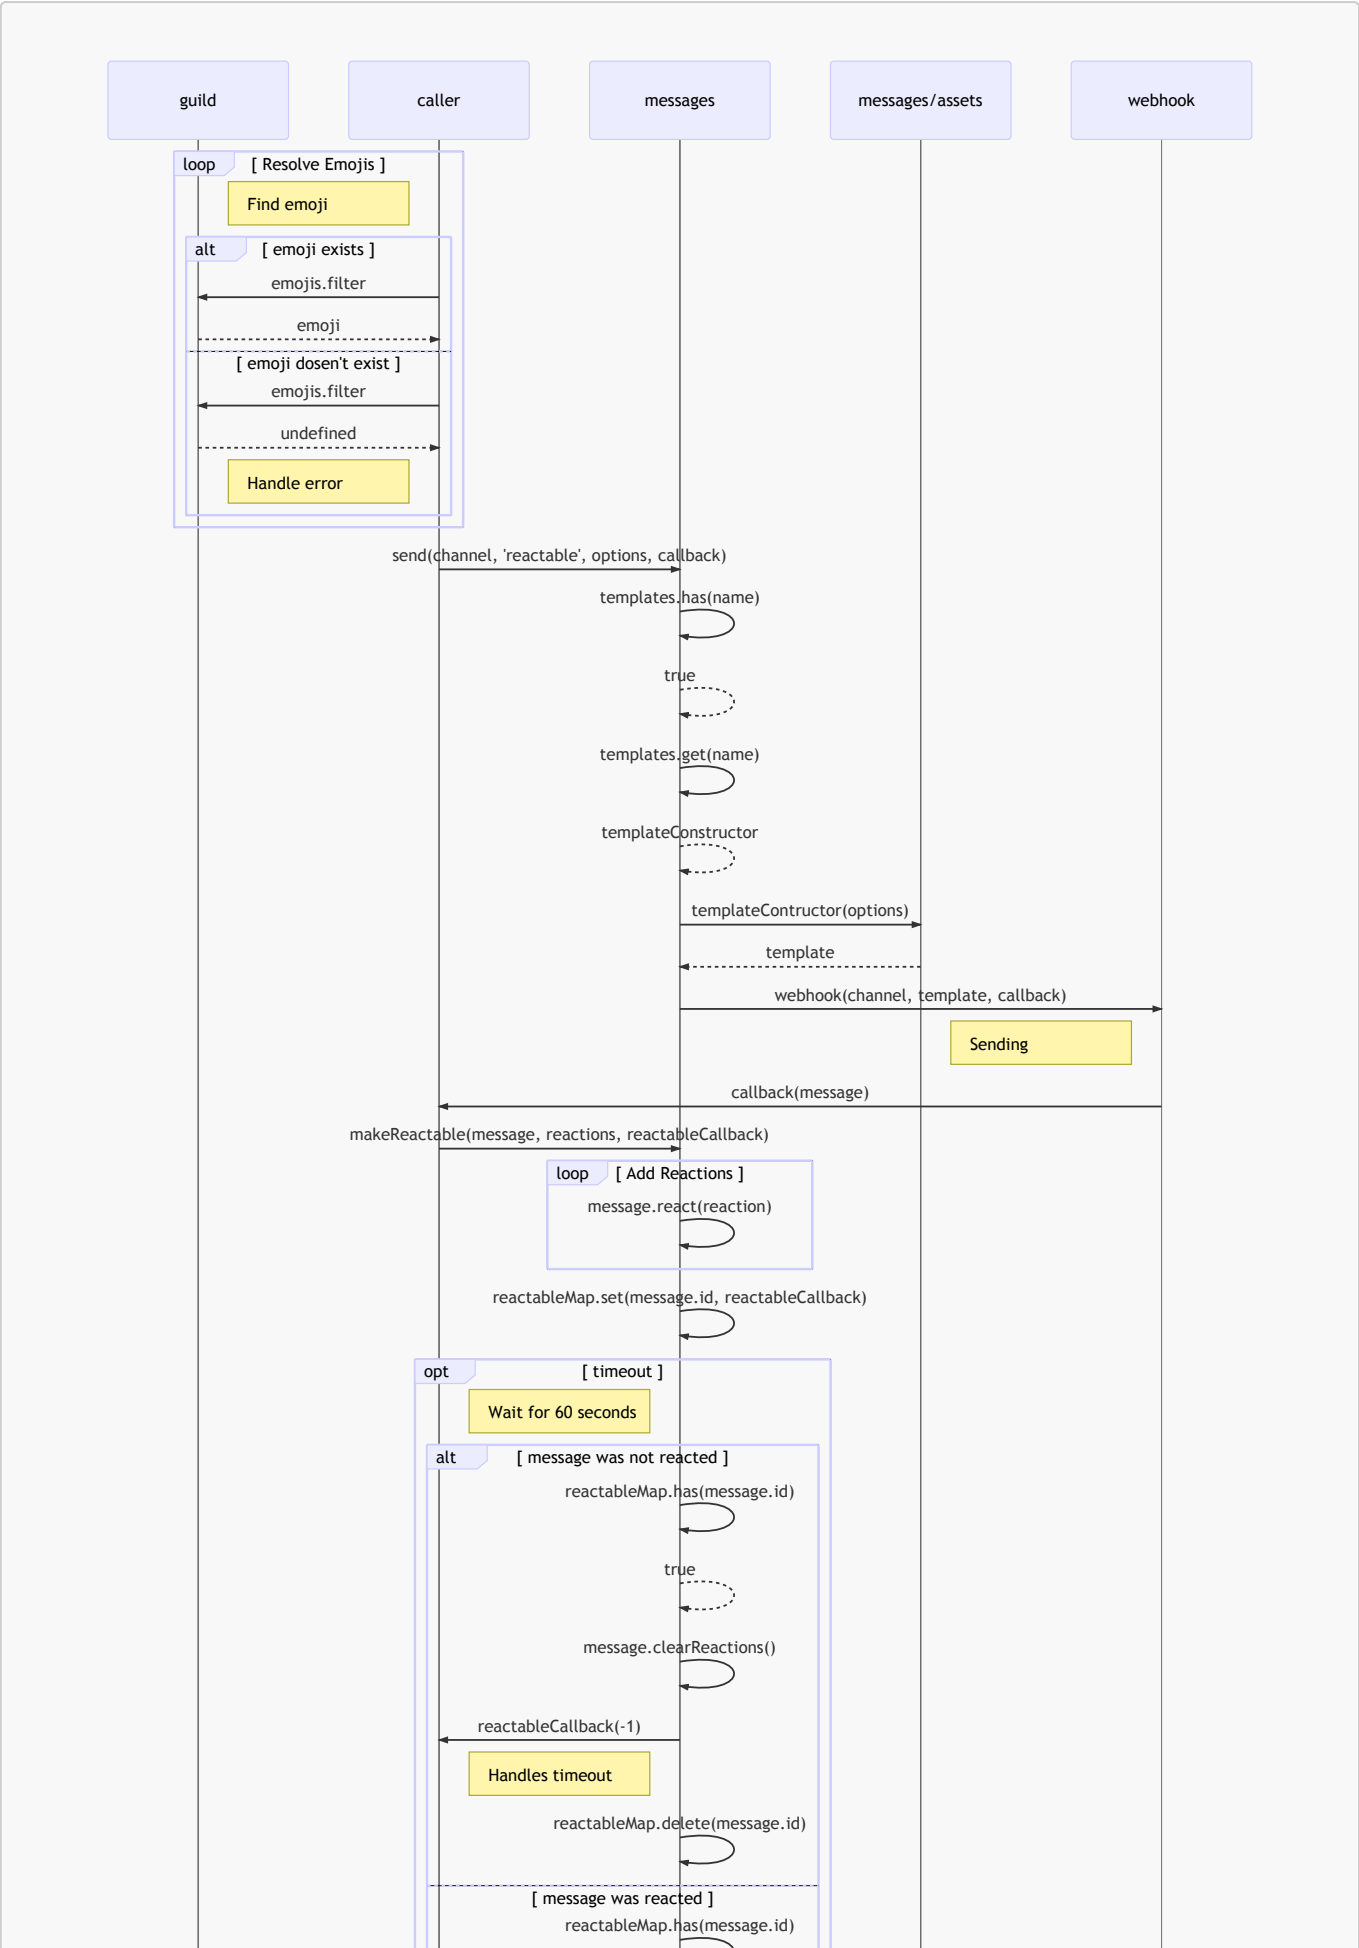 guild
caller
messages
messages/assets
webhook
loop
[ Resolve Emojis ]
Find emoji
alt
[ emoji exists ]
emojis.filter
emoji
[ emoji dosen't exist ]
emojis.filter
undefined
Handle error
send(channel, 'reactable', options, callback)
templates.has(name)
true
templates.get(name)
templateConstructor
templateContructor(options)
template
webhook(channel, template, callback)
Sending
callback(message)
makeReactable(message, reactions, reactableCallback)
loop
[ Add Reactions ]
message.react(reaction)
reactableMap.set(message.id, reactableCallback)
opt
[ timeout ]
Wait for 60 seconds
alt
[ message was not reacted ]
reactableMap.has(message.id)
true
message.clearReactions()
reactableCallback(-1)
Handles timeout
reactableMap.delete(message.id)
[ message was reacted ]
reactableMap.has(message.id)